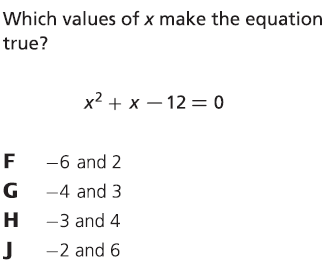 Which values of x make the equation
true?
x² + x − 12 = 0
F −6 and 2
G −4 and 3
H −3 and 4
J −2 and 6